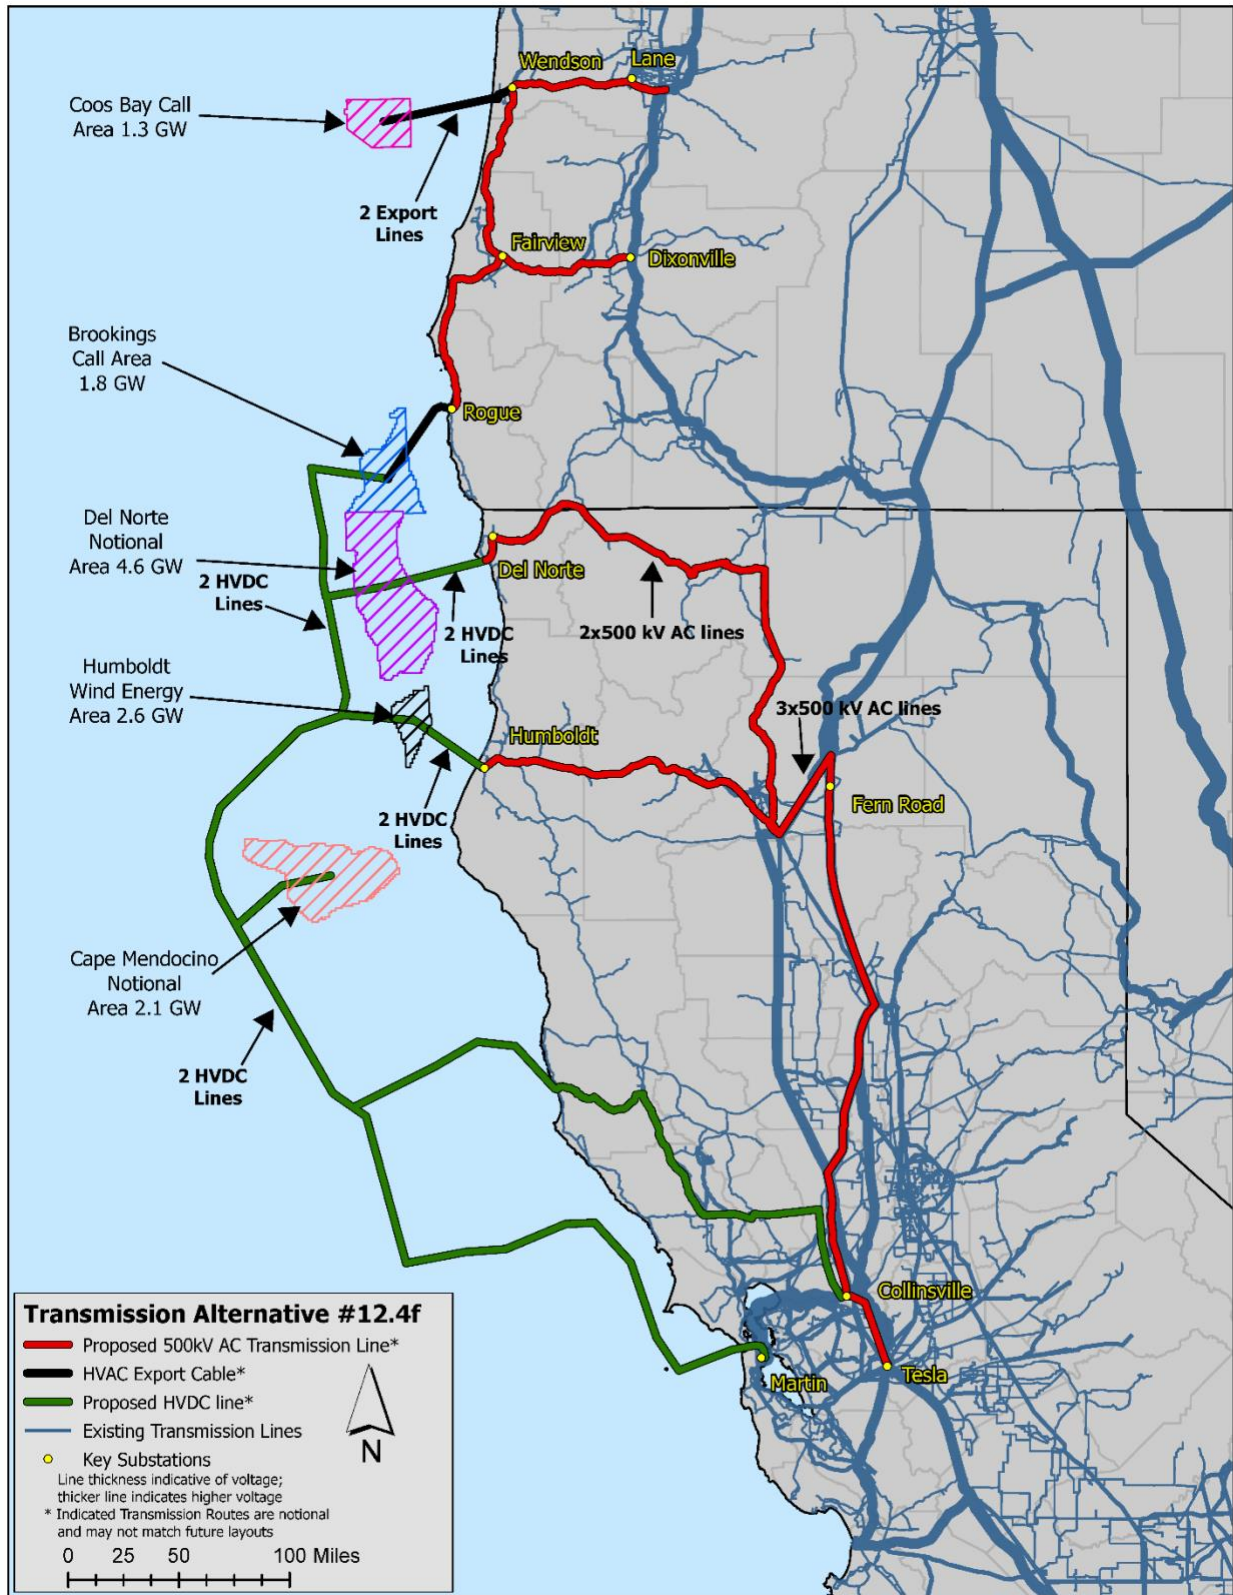 Wendson
Lane
Coos Bay Call
Area 1.3 GW
2 Export
Lines
Fairview
Dixonville
Brookings
Call Area
1.8 GW
Rogue
Del Norte
Notional
Area 4.6 GW
2 HVDC
Lines
Del Norte
2 HVDC
Lines
2x500 kV AC lines
Humboldt
Wind Energy
Area 2.6 GW
3x500 kV AC lines
Humboldt
Fern Road
2 HVDC
Lines
Cape Mendocino
Notional
Area 2.1 GW
2 HVDC
Lines
Collinsville
Tesla
Martin
Transmission Alternative #12.4f
Proposed 500kV AC Transmission Line*
HVAC Export Cable*
Proposed HVDC line*
Existing Transmission Lines
Key Substations
Line thickness indicative of voltage;
thicker line indicates higher voltage
* Indicated Transmission Routes are notional
and may not match future layouts
N
0 25 50 100 Miles